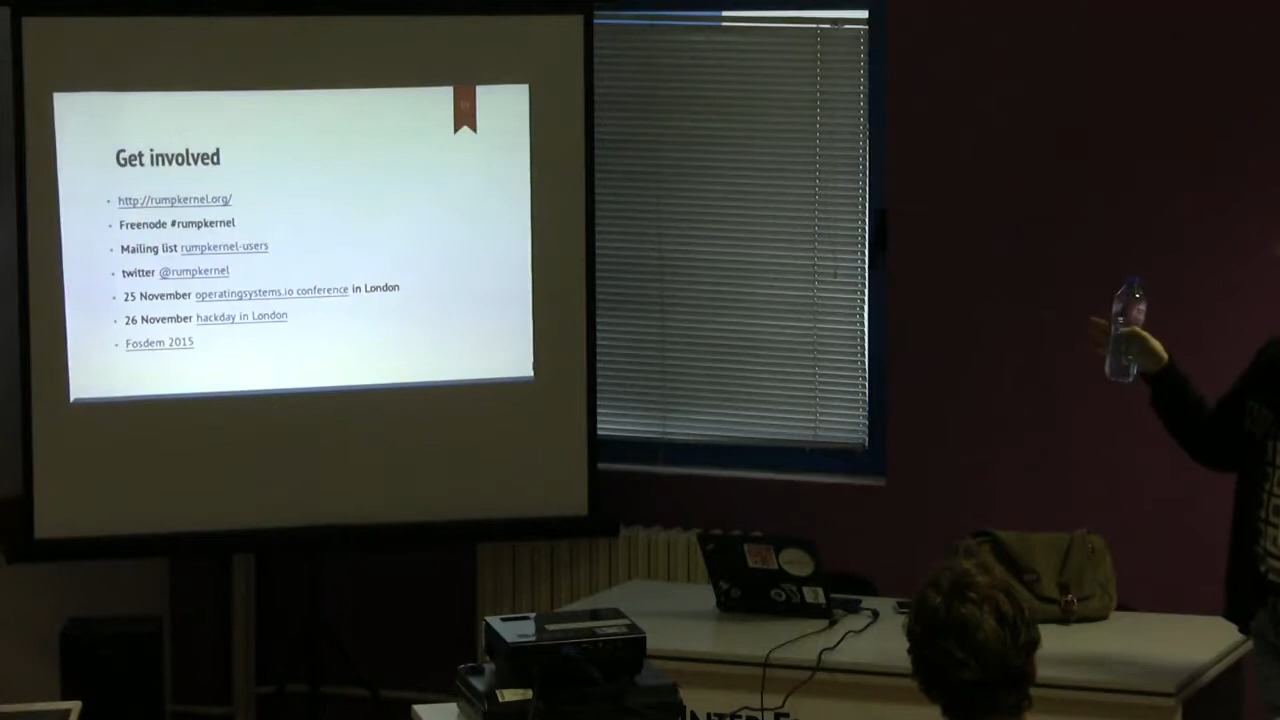 Get involved
http://rumpkernel.org/
Freenode #rumpkernel
Mailing list rumpkernel-users
twitter @rumpkernel
25 November operatingsystems.io conference in London
26 November hackday in London
Fosdem 2015